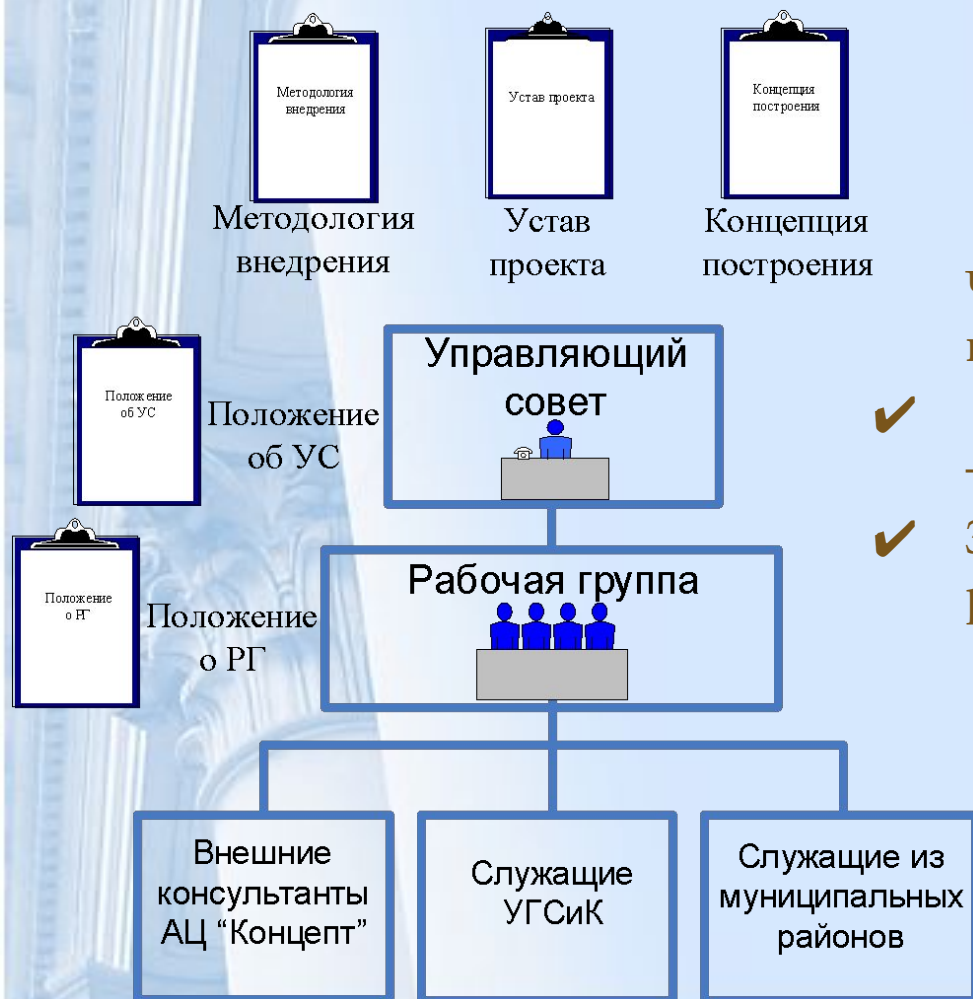 Методология
внедрения
Устав проекта
Концепция
построения
Методология
внедрения
Устав
проекта
Концепция
построения
Положение
об УС
Положение
об УС
Управляющий
совет
Положение
о РГ
Положение
о РГ
Рабочая группа
Внешние
консультанты
АЦ “Концепт”
Служащие
УГСиК
Служащие из
муниципальных
районов